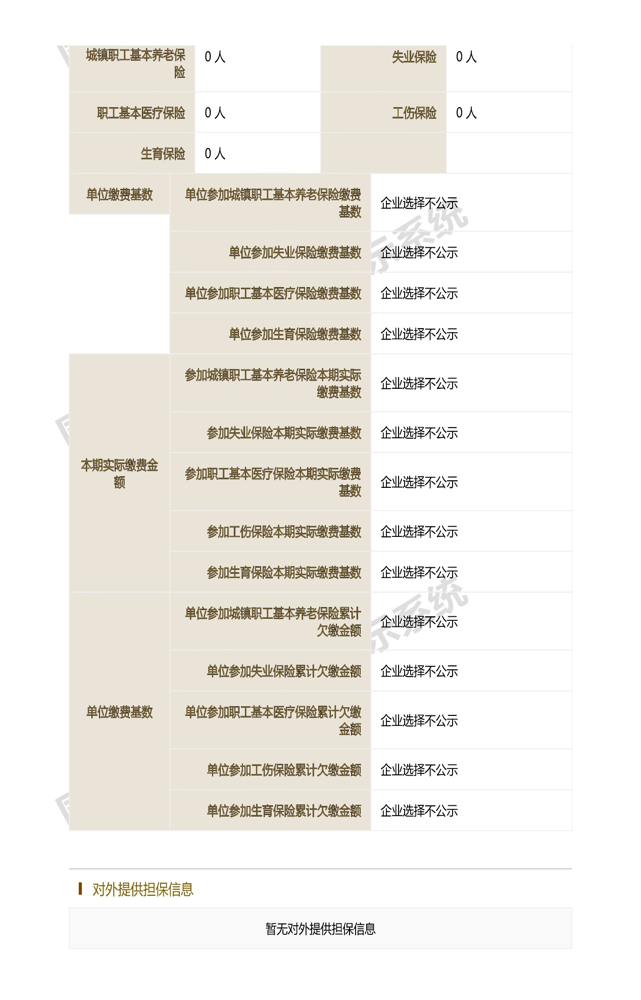 城镇职工基本养老保
险
0 人
失业保险
0 人
职工基本医疗保险
0 人
工伤保险
0 人
生育保险
0 人
单位缴费基数
单位参加城镇职工基本养老保险缴费
基数
企业选择不公示
单位参加失业保险缴费基数
企业选择不公示
单位参加职工基本医疗保险缴费基数
企业选择不公示
单位参加生育保险缴费基数
企业选择不公示
本期实际缴费金
额
参加城镇职工基本养老保险本期实际
缴费基数
企业选择不公示
参加失业保险本期实际缴费基数
企业选择不公示
参加职工基本医疗保险本期实际缴费
基数
企业选择不公示
参加工伤保险本期实际缴费基数
企业选择不公示
参加生育保险本期实际缴费基数
企业选择不公示
单位缴费基数
单位参加城镇职工基本养老保险累计
欠缴金额
企业选择不公示
单位参加失业保险累计欠缴金额
企业选择不公示
单位参加职工基本医疗保险累计欠缴
金额
企业选择不公示
单位参加工伤保险累计欠缴金额
企业选择不公示
单位参加生育保险累计欠缴金额
企业选择不公示
示系统
示系统
对外提供担保信息
暂无对外提供担保信息